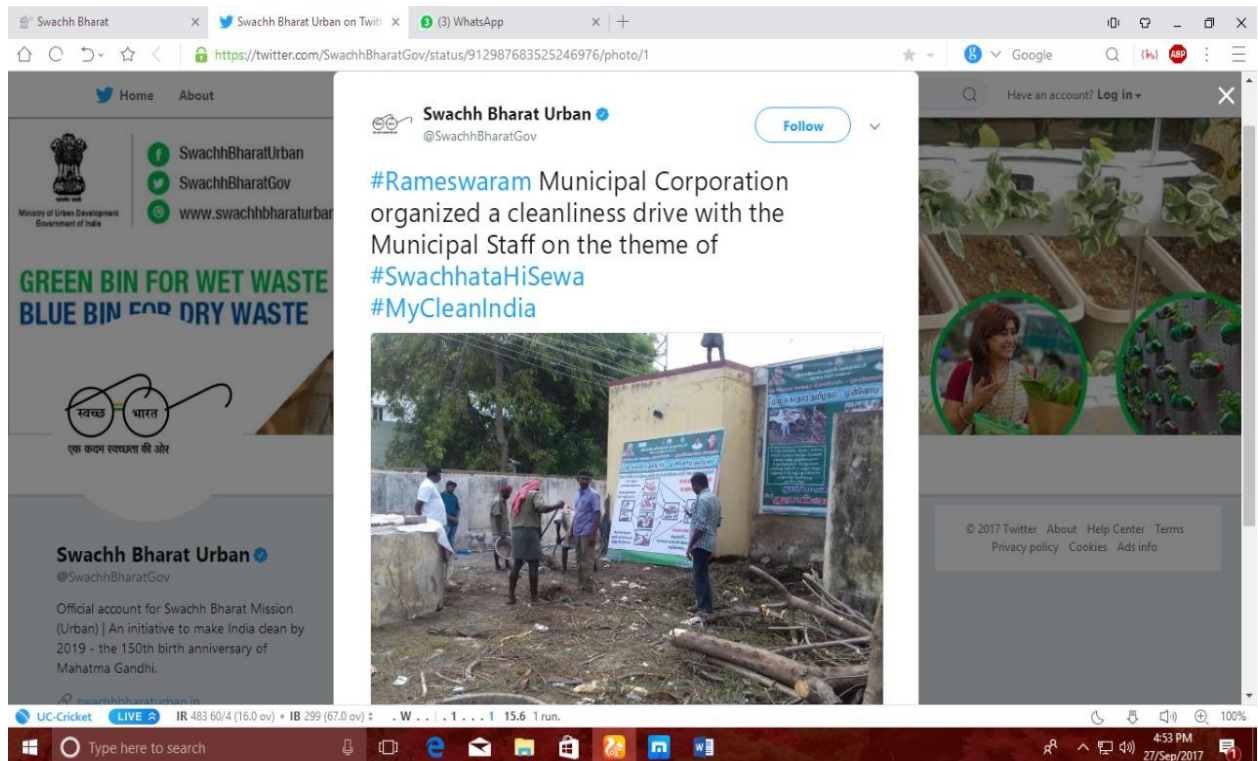 Swachh Bharat
Swachh Bharat Urban on Twitt
(3) WhatsApp
https://twitter.com/SwachhBharatGov/status/912987683525246976/photo/1
Google
ABP
Home About
Have an account? Log in
Ministry of Urban Development
Government of India
SwachhBharatUrban
SwachhBharatGov
www.swachhbharaturban
GREEN BIN FOR WET WASTE
BLUE BIN FOR DRY WASTE
स्वच्छ भारत
एक कदम स्वच्छता की ओर
Swachh Bharat Urban
@SwachhBharatGov
Official account for Swachh Bharat Mission
(Urban) | An initiative to make India clean by
2019 - the 150th birth anniversary of
Mahatma Gandhi.
swachhbharaturban.in
Swachh Bharat Urban
@SwachhBharatGov
Follow
#Rameswaram Municipal Corporation
organized a cleanliness drive with the
Municipal Staff on the theme of
#SwachhataHiSewa
#MyCleanIndia
© 2017 Twitter About Help Center Terms
Privacy policy Cookies Ads info
UC-Cricket LIVE IR 483 60/4 (16.0 ov) • IB 299 (67.0 ov) . W . . | . 1 . . . 1 15.6 1 run.
100%
Type here to search
4:53 PM
27/Sep/2017